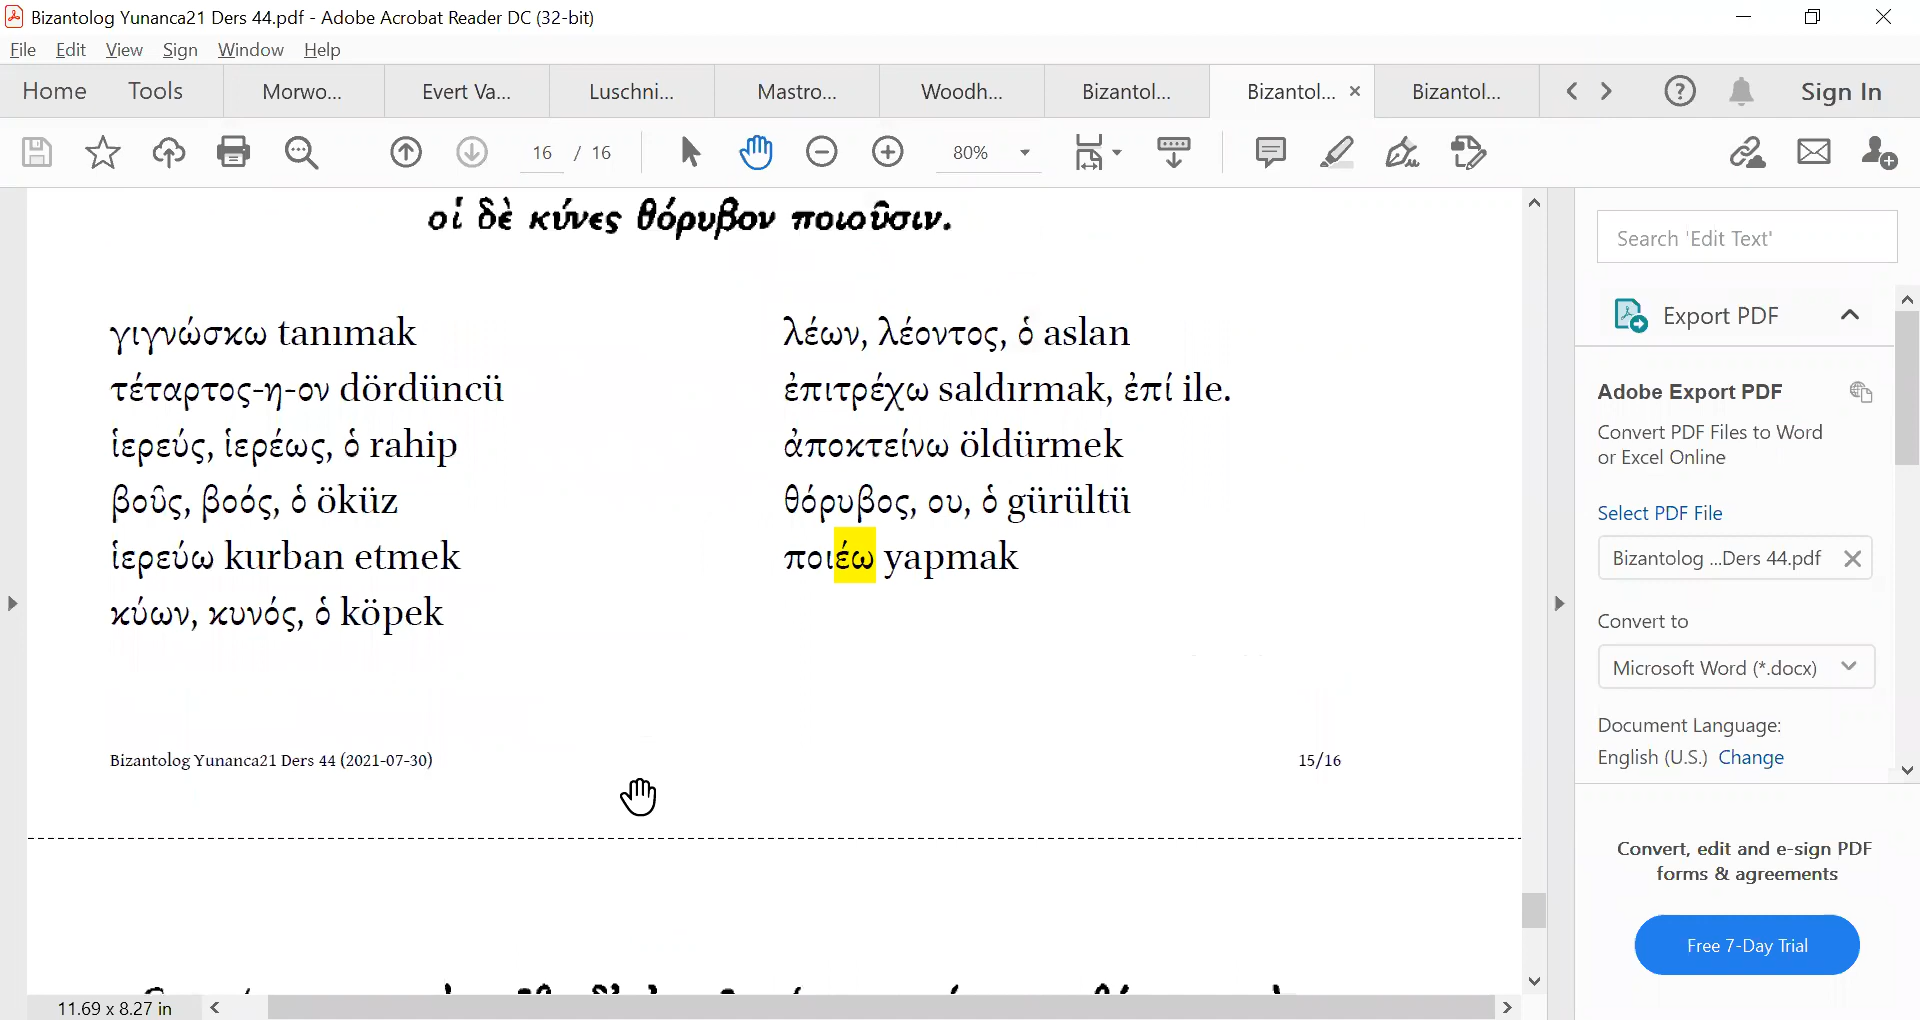 Bizantolog Yunanca21 Ders 44.pdf - Adobe Acrobat Reader DC (32-bit)
File Edit View Sign Window Help
Home Tools Morwo... Evert Va... Luschni... Mastro... Woodh... Bizantol... Bizantol... Bizantol... Sign In
16 / 16 80%
οἱ δὲ κύνες θόρυβον ποιοῦσιν.
γιγνώσκω tanımak
τέταρτος-η-ον dördüncü
ἱερεύς, ἱερέως, ὁ rahip
βοῦς, βοός, ὁ öküz
ἱερεύω kurban etmek
κύων, κυνός, ὁ köpek
λέων, λέοντος, ὁ aslan
ἐπιτρέχω saldırmak, ἐπί ile.
ἀποκτείνω öldürmek
θόρυβος, ου, ὁ gürültü
ποιέω yapmak
Bizantolog Yunanca21 Ders 44 (2021-07-30) 15/16
11.69 x 8.27 in
Search 'Edit Text'
Export PDF
Adobe Export PDF
Convert PDF Files to Word
or Excel Online
Select PDF File
Bizantolog ...Ders 44.pdf
Convert to
Microsoft Word (*.docx)
Document Language:
English (U.S.) Change
Convert, edit and e-sign PDF
forms & agreements
Free 7-Day Trial